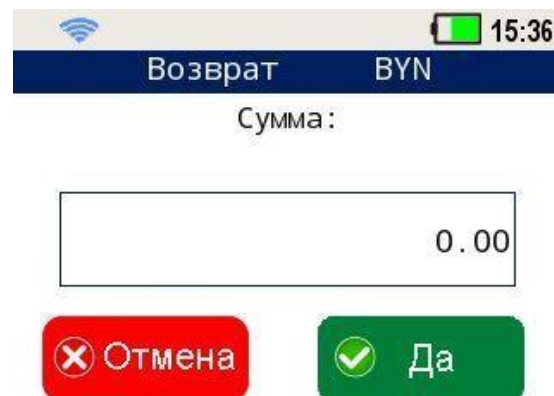 15:36
Возврат BYN
Сумма:
0.00
Отмена Да